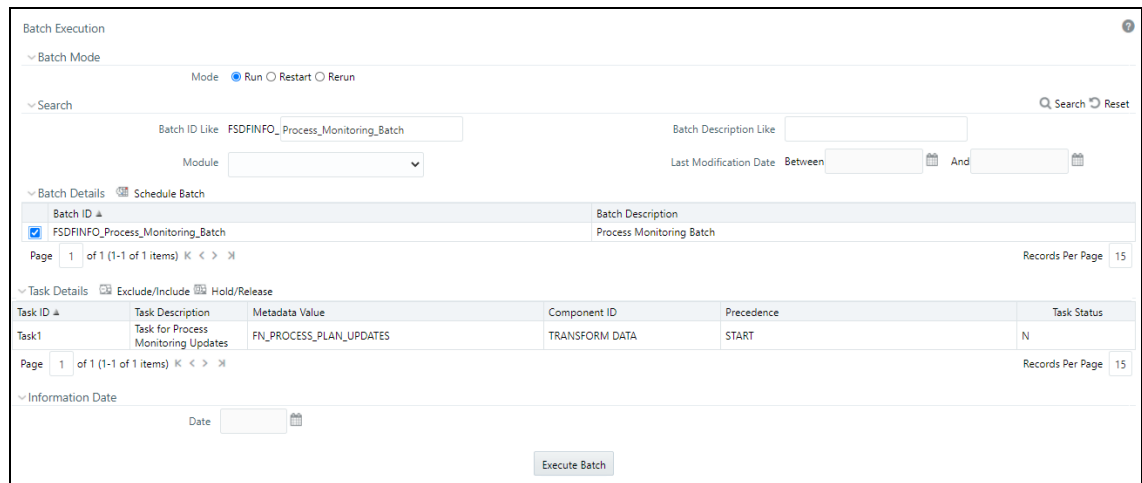 Batch Execution
Batch Mode
Mode Run Restart Rerun
Search Search Reset
Batch ID Like FSDFINFO_ Process_Monitoring_Batch Batch Description Like
Module Last Modification Date Between And
Batch Details Schedule Batch
Batch ID Batch Description
FSDFINFO_Process_Monitoring_Batch Process Monitoring Batch
Page 1 of 1 (1-1 of 1 items) Records Per Page 15
Task Details Exclude/Include Hold/Release
Task ID Task Description Metadata Value Component ID Precedence Task Status
Task1 Task for Process Monitoring Updates FN_PROCESS_PLAN_UPDATES TRANSFORM DATA START N
Page 1 of 1 (1-1 of 1 items) Records Per Page 15
Information Date
Date
Execute Batch